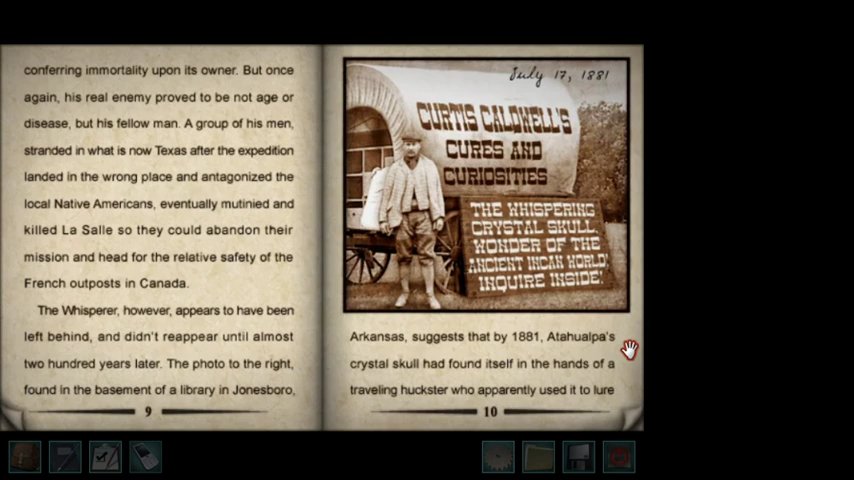 conferring immortality upon its owner. But once
again, his real enemy proved to be not age or
disease, but his fellow man. A group of his men,
stranded in what is now Texas after the expedition
landed in the wrong place and antagonized the
local Native Americans, eventually mutinied and
killed La Salle so they could abandon their
mission and head for the relative safety of the
French outposts in Canada.
The Whisperer, however, appears to have been
left behind, and didn't reappear until almost
two hundred years later. The photo to the right,
found in the basement of a library in Jonesboro,
9
July 17, 1881
CURTIS CALDWELL'S
CURES AND
CURIOSITIES
THE WHISPERING
CRYSTAL SKULL.
WONDER OF THE
ANCIENT INCAN WORLD!
INQUIRE INSIDE!
Arkansas, suggests that by 1881, Atahualpa's
crystal skull had found itself in the hands of a
traveling huckster who apparently used it to lure
10